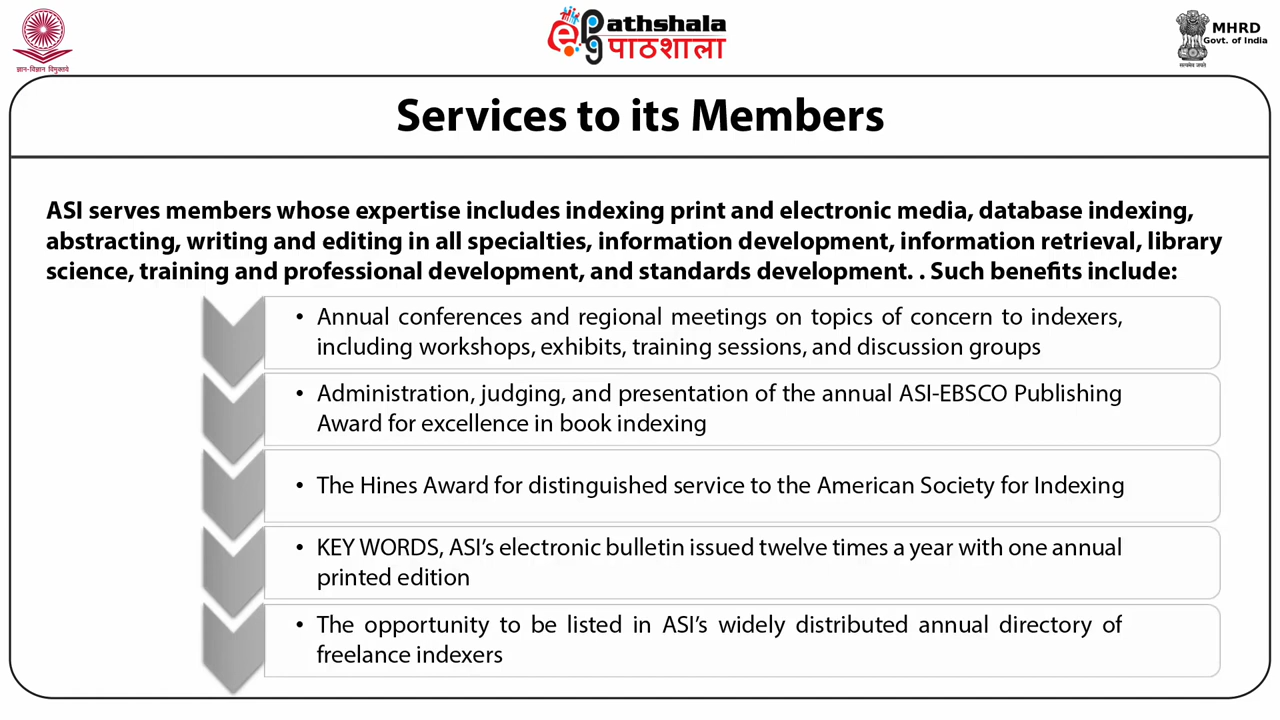 ज्ञान-विज्ञान विमुक्तये
epg Pathshala
पाठशाला
MHRD
Govt. of India
सत्यमेव जयते
Services to its Members
ASI serves members whose expertise includes indexing print and electronic media, database indexing,
abstracting, writing and editing in all specialties, information development, information retrieval, library
science, training and professional development, and standards development. . Such benefits include:
• Annual conferences and regional meetings on topics of concern to indexers,
including workshops, exhibits, training sessions, and discussion groups
• Administration, judging, and presentation of the annual ASI-EBSCO Publishing
Award for excellence in book indexing
• The Hines Award for distinguished service to the American Society for Indexing
• KEY WORDS, ASI’s electronic bulletin issued twelve times a year with one annual
printed edition
• The opportunity to be listed in ASI’s widely distributed annual directory of
freelance indexers